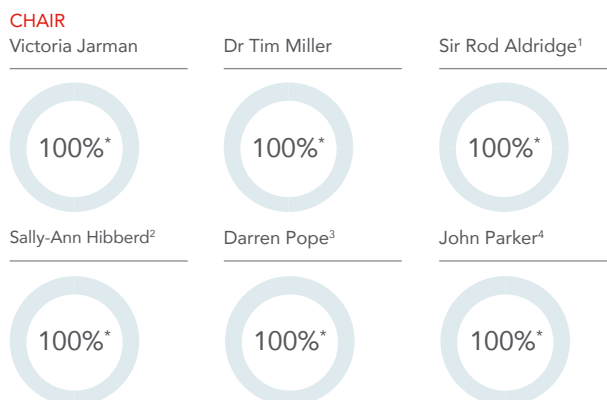 CHAIR
Victoria Jarman
Dr Tim Miller
Sir Rod Aldridge¹
100%*
100%*
100%*
Sally-Ann Hibberd²
Darren Pope³
John Parker⁴
100%*
100%*
100%*